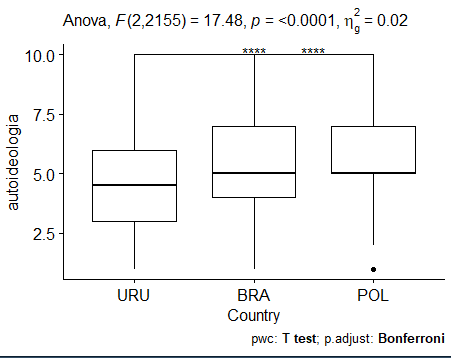 Anova, F(2,2155) = 17.48, p = <0.0001, η²g = 0.02
**** ****
10.0
7.5
5.0
2.5
autoideologia
URU BRA POL
Country
pwc: T test; p.adjust: Bonferroni